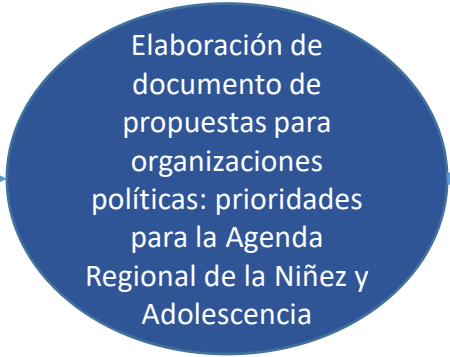 Elaboración de
documento de
propuestas para
organizaciones
políticas: prioridades
para la Agenda
Regional de la Niñez y
Adolescencia